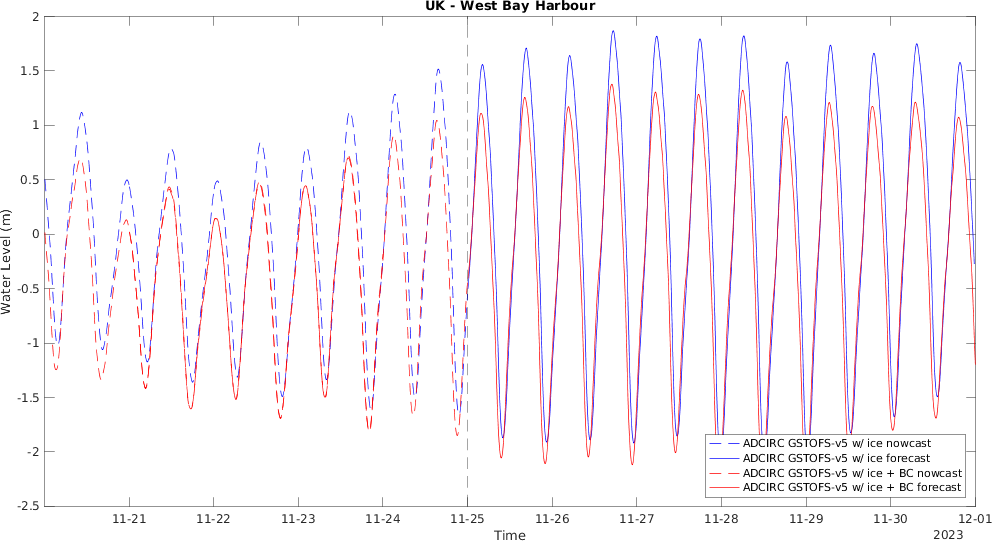 UK - West Bay Harbour
2
1.5
1
0.5
0
-0.5
-1
-1.5
-2
-2.5
Water Level (m)
11-21 11-22 11-23 11-24 11-25 11-26 11-27 11-28 11-29 11-30 12-01
Time
2023
ADCIRC GSTOFS-v5 w/ ice nowcast
ADCIRC GSTOFS-v5 w/ ice forecast
ADCIRC GSTOFS-v5 w/ ice + BC nowcast
ADCIRC GSTOFS-v5 w/ ice + BC forecast